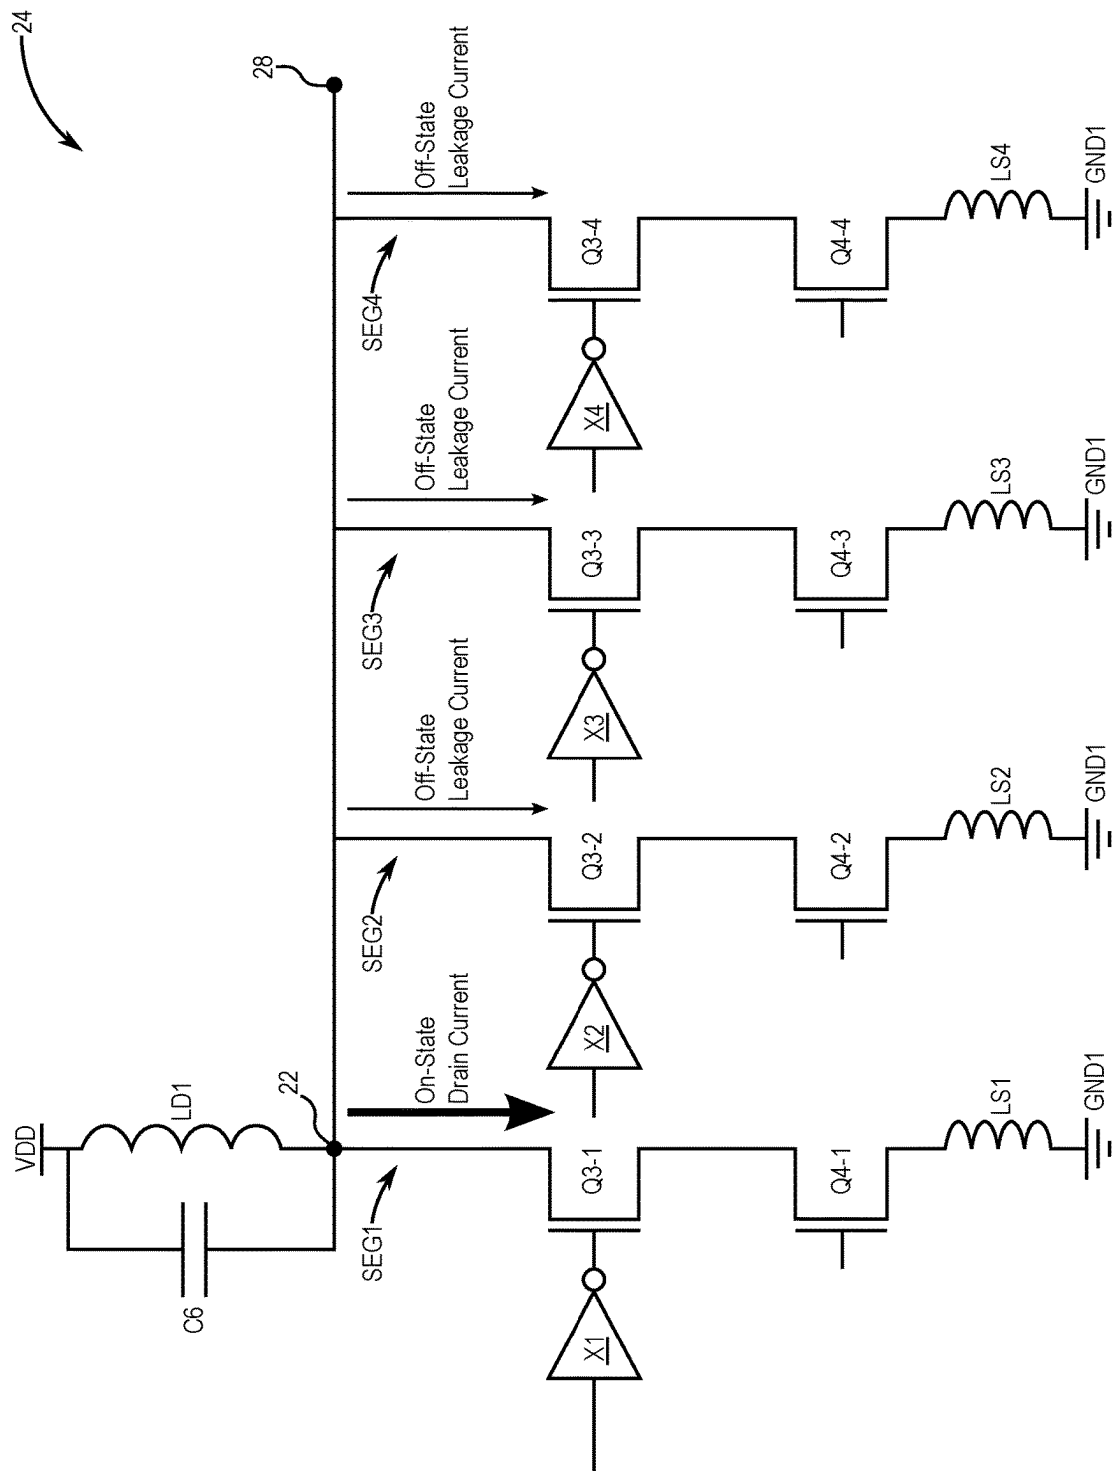 24
VDD
C6
LD1
22
28
SEG1
On-State
Drain Current
SEG2
Off-State
Leakage Current
SEG3
Off-State
Leakage Current
SEG4
Off-State
Leakage Current
X1
Q3-1
X2
Q3-2
X3
Q3-3
X4
Q3-4
Q4-1
Q4-2
Q4-3
Q4-4
LS1
LS2
LS3
LS4
GND1
GND1
GND1
GND1